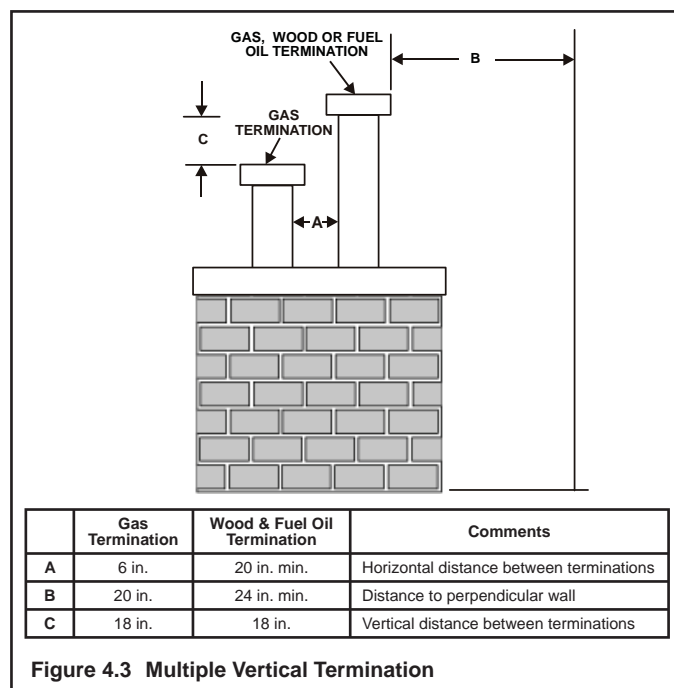 GAS, WOOD OR FUEL
OIL TERMINATION
B
GAS
TERMINATION
C
A
Gas Termination Wood & Fuel Oil Termination Comments
A 6 in. 20 in. min. Horizontal distance between terminations
B 20 in. 24 in. min. Distance to perpendicular wall
C 18 in. 18 in. Vertical distance between terminations
Figure 4.3 Multiple Vertical Termination